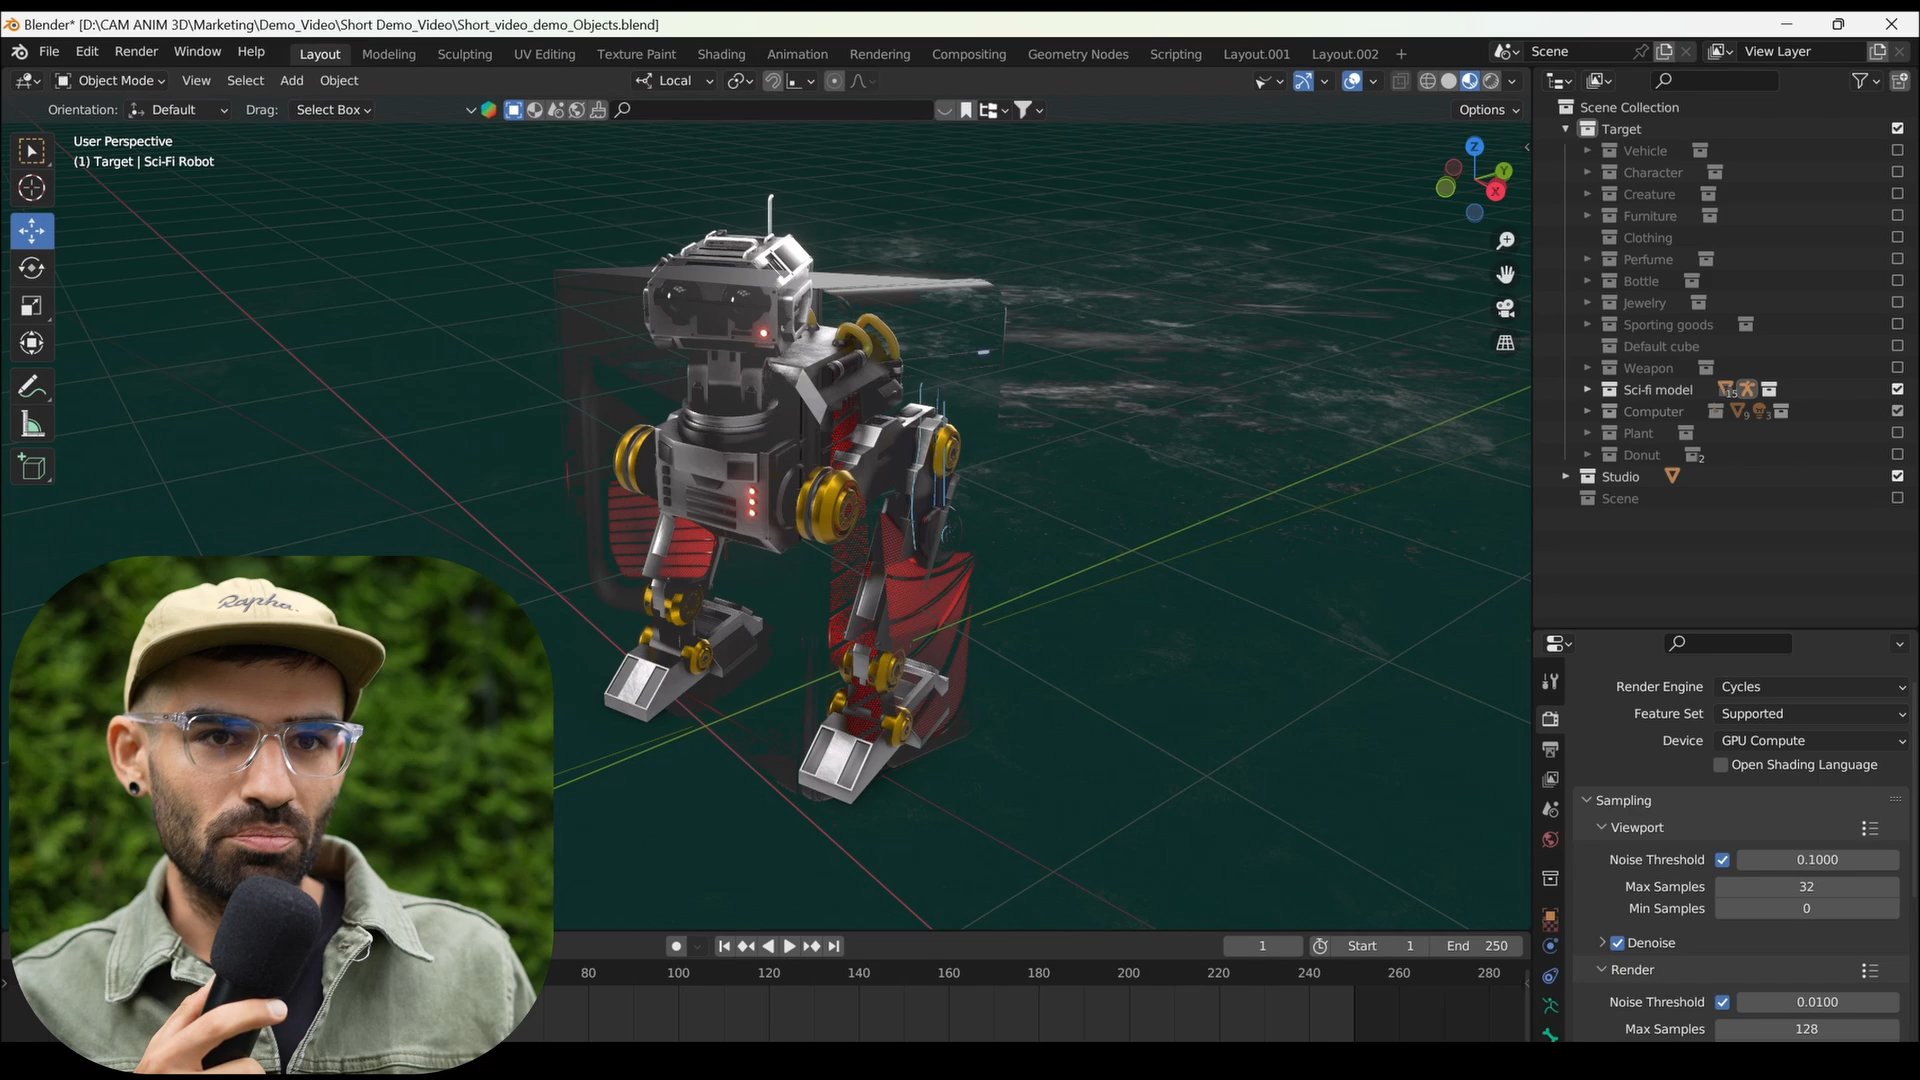 Blender* [D:\CAM ANIM 3D\Marketing\Demo_Video\Short Demo_Video\Short_video_demo_Objects.blend]
File Edit Render Window Help Layout Modeling Sculpting UV Editing Texture Paint Shading Animation Rendering Compositing Geometry Nodes Scripting Layout.001 Layout.002 + Scene View Layer
Object Mode View Select Add Object Local
Orientation: Default Drag: Select Box Options
User Perspective
(1) Target | Sci-Fi Robot
Z
Y
X
Scene Collection
Target
Vehicle
Character
Creature
Furniture
Clothing
Perfume
Bottle
Jewelry
Sporting goods
Default cube
Weapon
Sci-fi model 15
Computer 9 3
Plant
Donut 2
Studio
Scene
Render Engine Cycles
Feature Set Supported
Device GPU Compute
Open Shading Language
Sampling
Viewport
Noise Threshold 0.1000
Max Samples 32
Min Samples 0
Denoise
Render
Noise Threshold 0.0100
Max Samples 128
1 Start 1 End 250
80 100 120 140 160 180 200 220 240 260 280
Rapha.